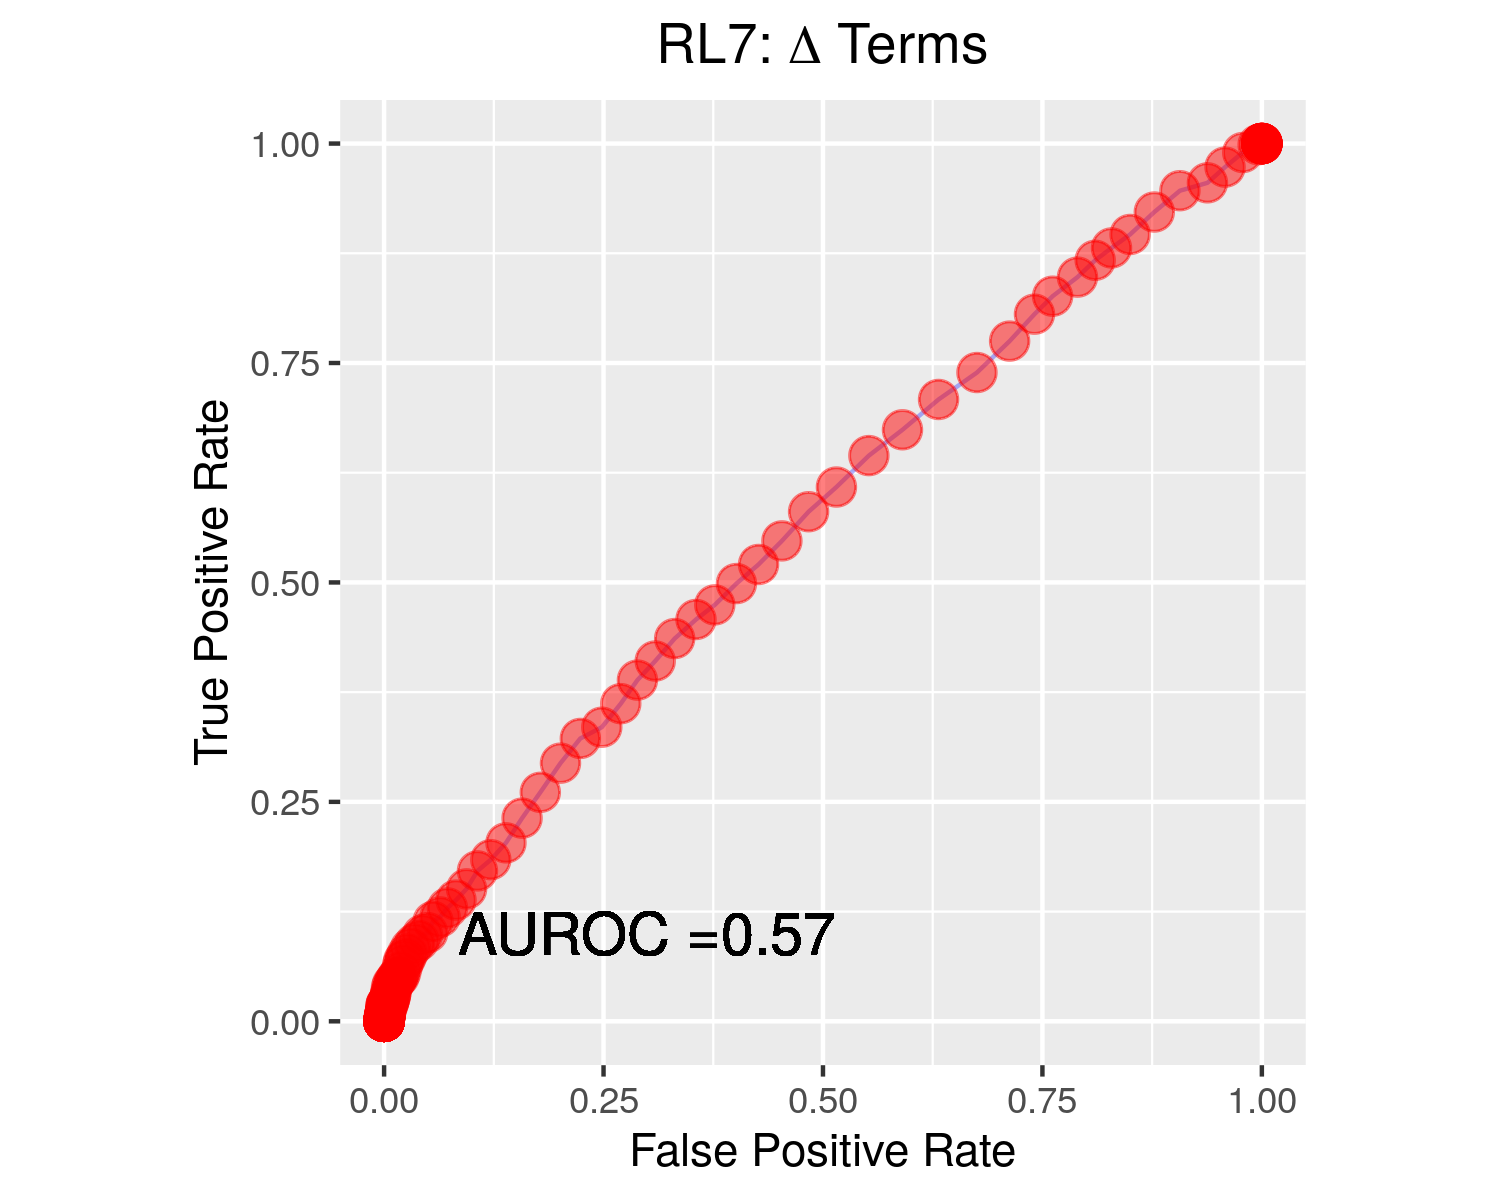 RL7: Δ Terms
1.00
0.75
0.50
0.25
0.00
True Positive Rate
AUROC =0.57
0.00 0.25 0.50 0.75 1.00
False Positive Rate